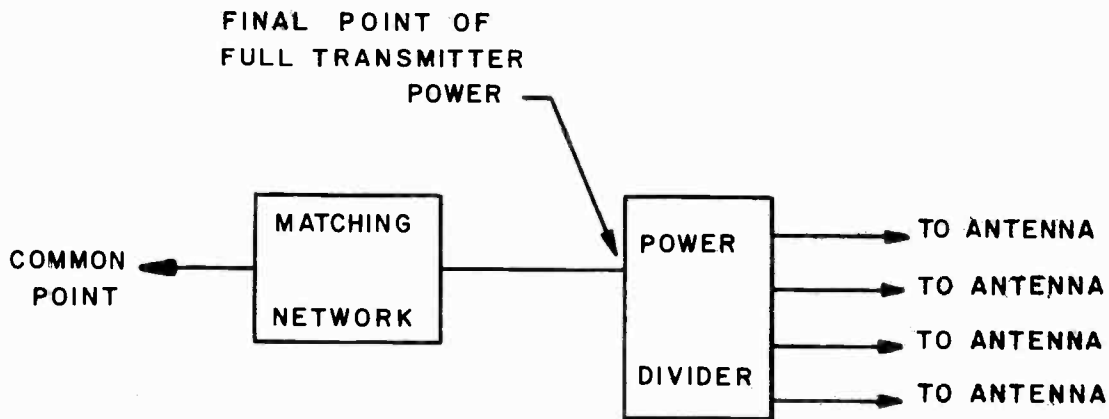 FINAL POINT OF
FULL TRANSMITTER
POWER
COMMON
POINT
MATCHING
NETWORK
POWER
DIVIDER
TO ANTENNA
TO ANTENNA
TO ANTENNA
TO ANTENNA